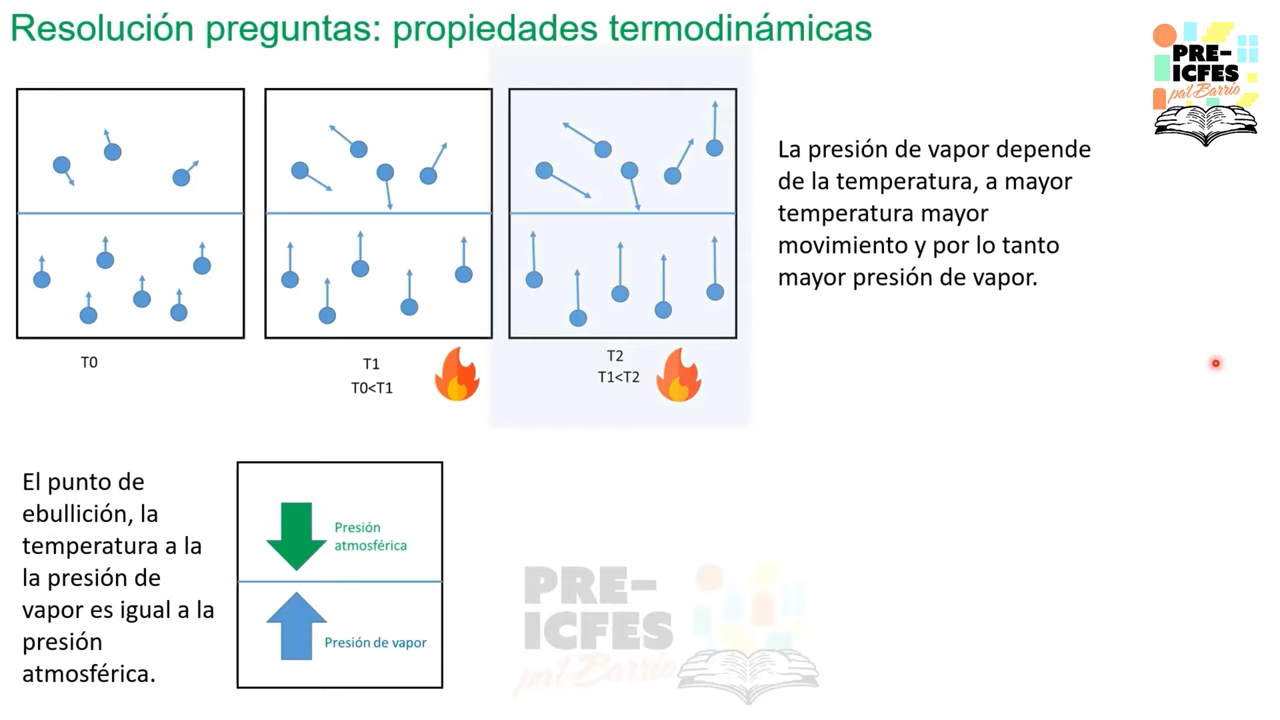 Resolución preguntas: propiedades termodinámicas
PRE-
ICFES
pa'l Barrio
La presión de vapor depende
de la temperatura, a mayor
temperatura mayor
movimiento y por lo tanto
mayor presión de vapor.
T0
T1
T0<T1
T2
T1<T2
El punto de
ebullición, la
temperatura a la
la presión de
vapor es igual a la
presión
atmosférica.
Presión
atmosférica
Presión de vapor
PRE-
ICFES
pa'l Barrio